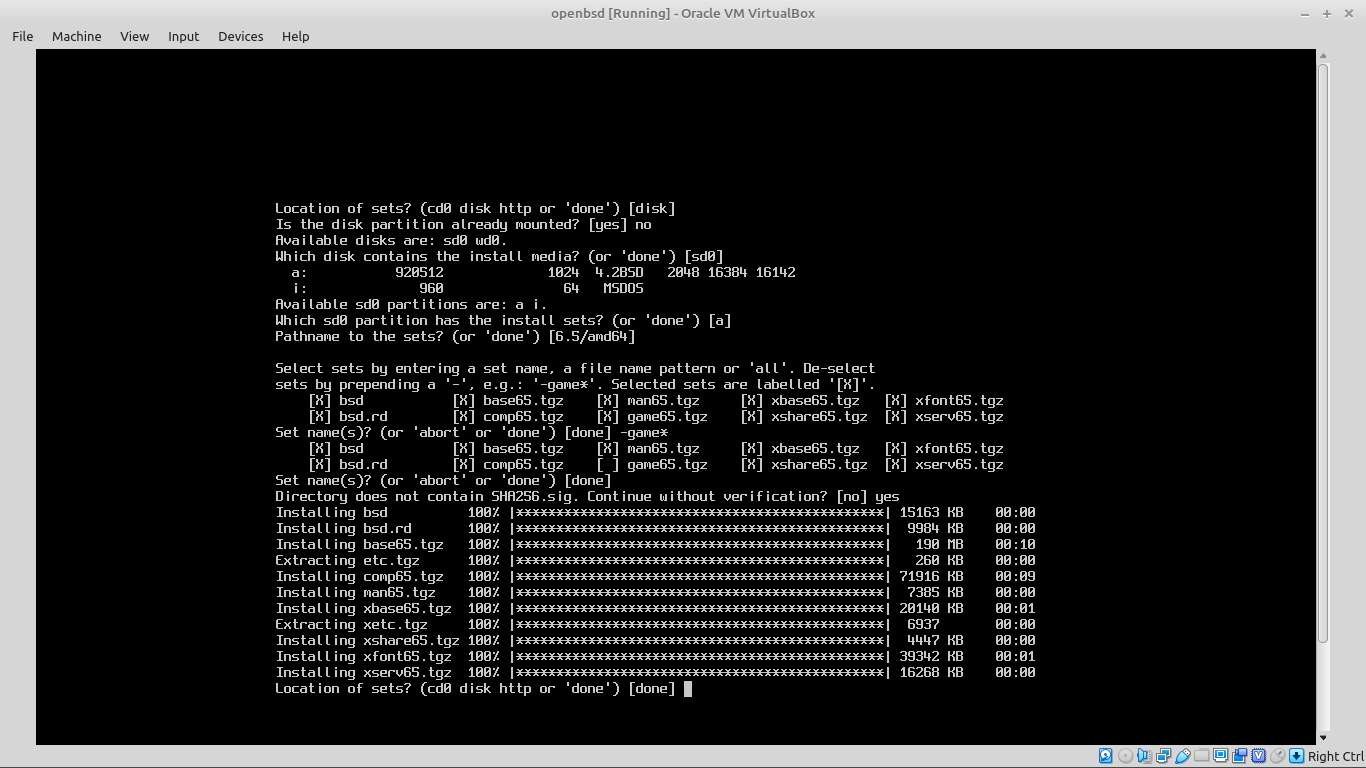 openbsd [Running] - Oracle VM VirtualBox
File Machine View Input Devices Help
Location of sets? (cd0 disk http or 'done') [disk]
Is the disk partition already mounted? [yes] no
Available disks are: sd0 wd0.
Which disk contains the install media? (or 'done') [sd0]
a: 920512 1024 4.2BSD 2048 16384 16142
i: 960 64 MSDOS
Available sd0 partitions are: a i.
Which sd0 partition has the install sets? (or 'done') [a]
Pathname to the sets? (or 'done') [6.5/amd64]
Select sets by entering a set name, a file name pattern or 'all'. De-select
sets by prepending a '-', e.g.: '-game*'. Selected sets are labelled '[X]'.
[X] bsd [X] base65.tgz [X] man65.tgz [X] xbase65.tgz [X] xfont65.tgz
[X] bsd.rd [X] comp65.tgz [X] game65.tgz [X] xshare65.tgz [X] xserv65.tgz
Set name(s)? (or 'abort' or 'done') [done] -game*
[X] bsd [X] base65.tgz [X] man65.tgz [X] xbase65.tgz [X] xfont65.tgz
[X] bsd.rd [X] comp65.tgz [ ] game65.tgz [X] xshare65.tgz [X] xserv65.tgz
Set name(s)? (or 'abort' or 'done') [done]
Directory does not contain SHA256.sig. Continue without verification? [no] yes
Installing bsd 100% |**********************************************| 15163 KB 00:00
Installing bsd.rd 100% |**********************************************| 9984 KB 00:00
Installing base65.tgz 100% |**********************************************| 190 MB 00:10
Extracting etc.tgz 100% |**********************************************| 260 KB 00:00
Installing comp65.tgz 100% |**********************************************| 71916 KB 00:09
Installing man65.tgz 100% |**********************************************| 7385 KB 00:00
Installing xbase65.tgz 100% |**********************************************| 20140 KB 00:01
Extracting xetc.tgz 100% |**********************************************| 6937 00:00
Installing xshare65.tgz 100% |**********************************************| 4447 KB 00:00
Installing xfont65.tgz 100% |**********************************************| 39342 KB 00:01
Installing xserv65.tgz 100% |**********************************************| 16268 KB 00:00
Location of sets? (cd0 disk http or 'done') [done]
Right Ctrl